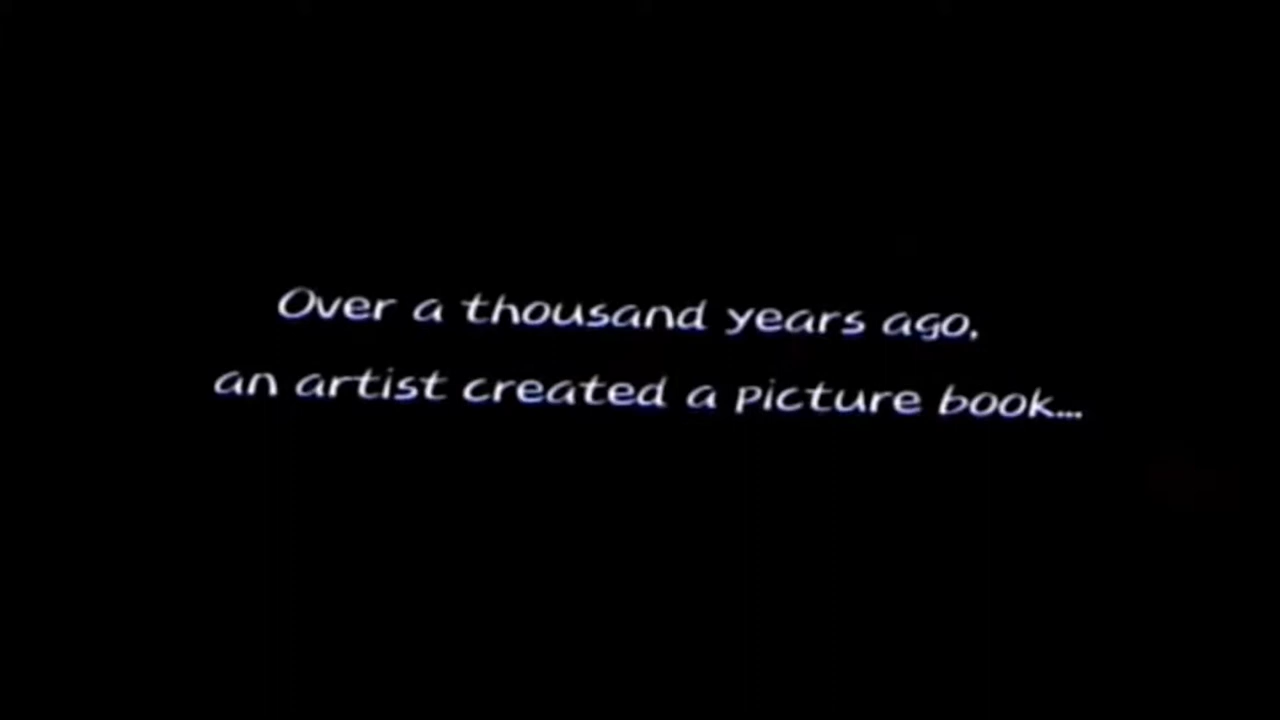 Over a thousand years ago,
an artist created a picture book...